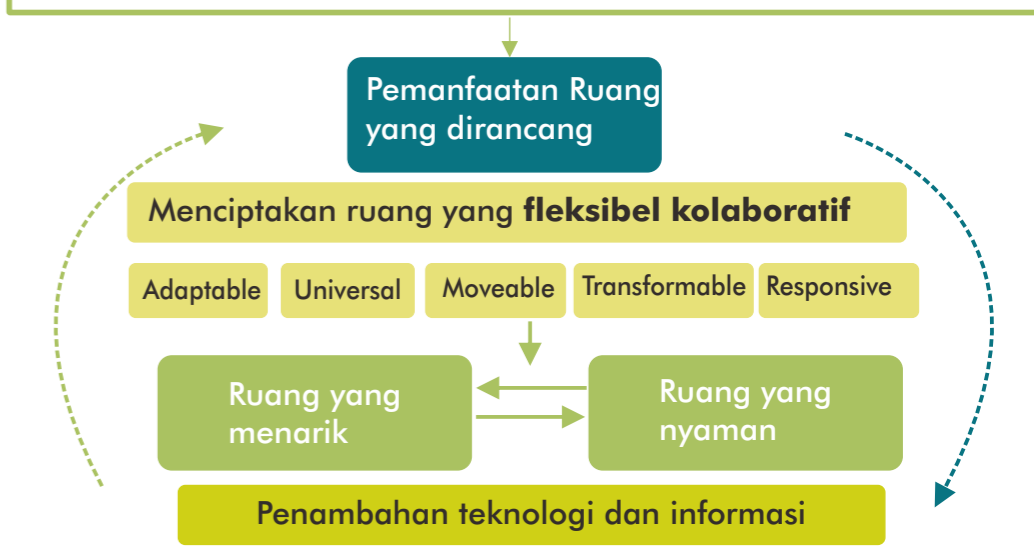 Pemanfaatan Ruang
yang dirancang
Menciptakan ruang yang fleksibel kolaboratif
Adaptable Universal Moveable Transformable Responsive
Ruang yang
menarik
Ruang yang
nyaman
Penambahan teknologi dan informasi